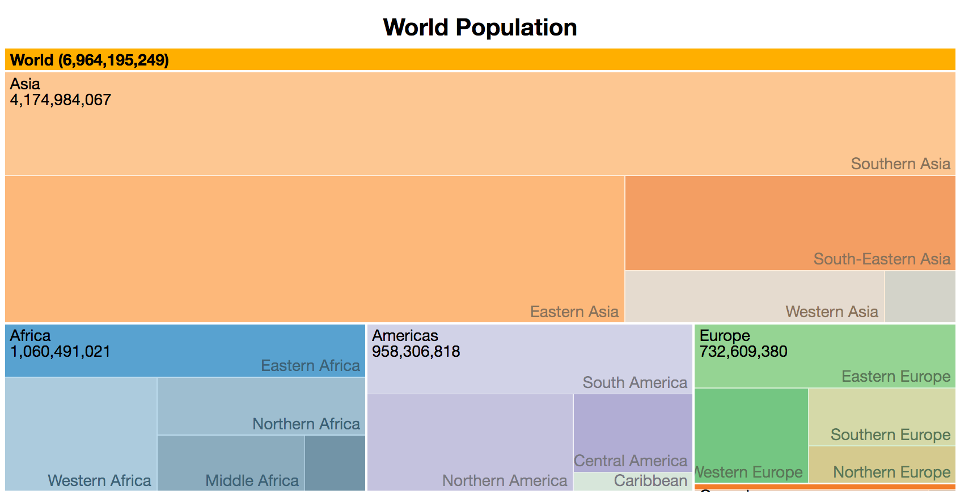 World Population
World (6,964,195,249)
Asia
4,174,984,067
Southern Asia
South-Eastern Asia
Eastern Asia
Western Asia
Africa
1,060,491,021
Eastern Africa
Northern Africa
Western Africa
Middle Africa
Americas
958,306,818
South America
Central America
Northern America
Caribbean
Europe
732,609,380
Eastern Europe
Southern Europe
Western Europe
Northern Europe